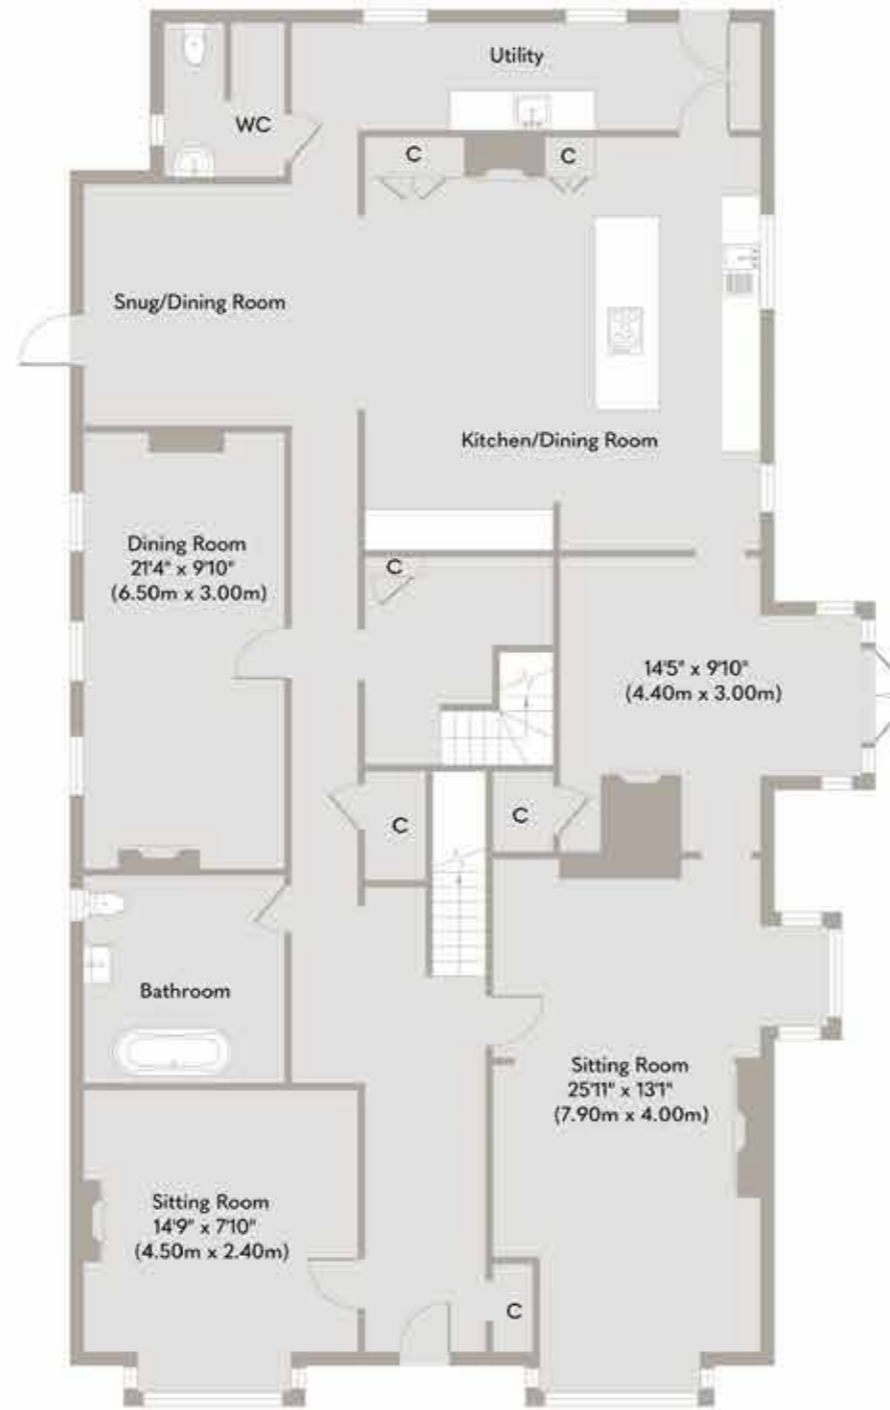 Utility
WC
C
C
Snug/Dining Room
Kitchen/Dining Room
Dining Room
21'4" x 9'10"
(6.50m x 3.00m)
C
14'5" x 9'10"
(4.40m x 3.00m)
C
C
Bathroom
Sitting Room
25'11" x 13'1"
(7.90m x 4.00m)
Sitting Room
14'9" x 7'10"
(4.50m x 2.40m)
C